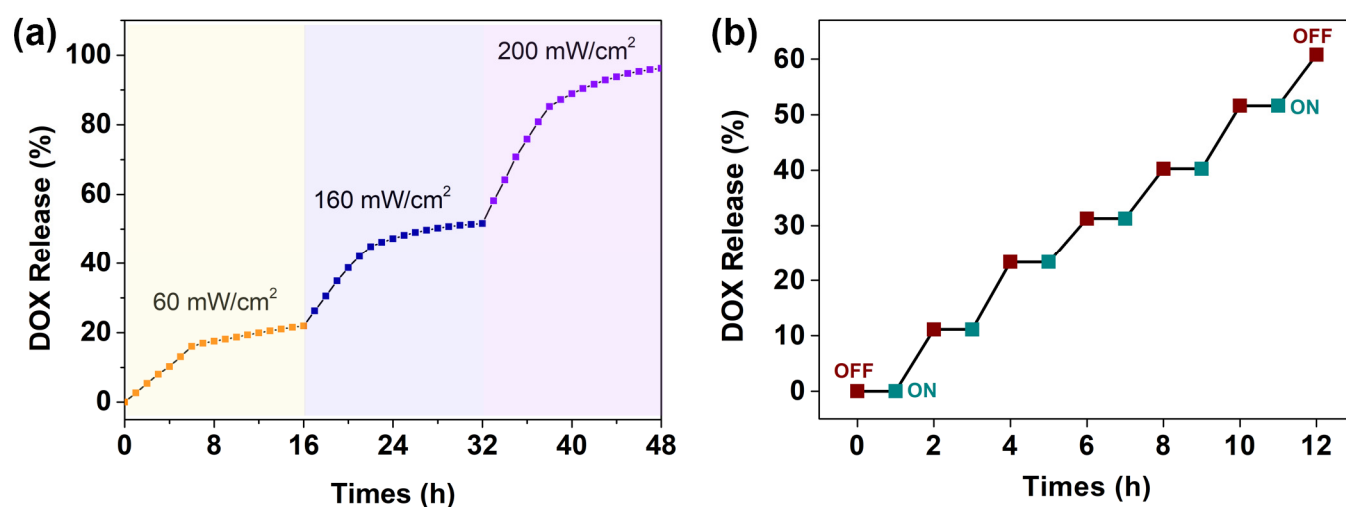 (a)
DOX Release (%)
100
80
60
40
20
0
60 mW/cm²
160 mW/cm²
200 mW/cm²
0 8 16 24 32 40 48
Times (h)
(b)
DOX Release (%)
60
50
40
30
20
10
0
OFF
ON
OFF
ON
0 2 4 6 8 10 12
Times (h)